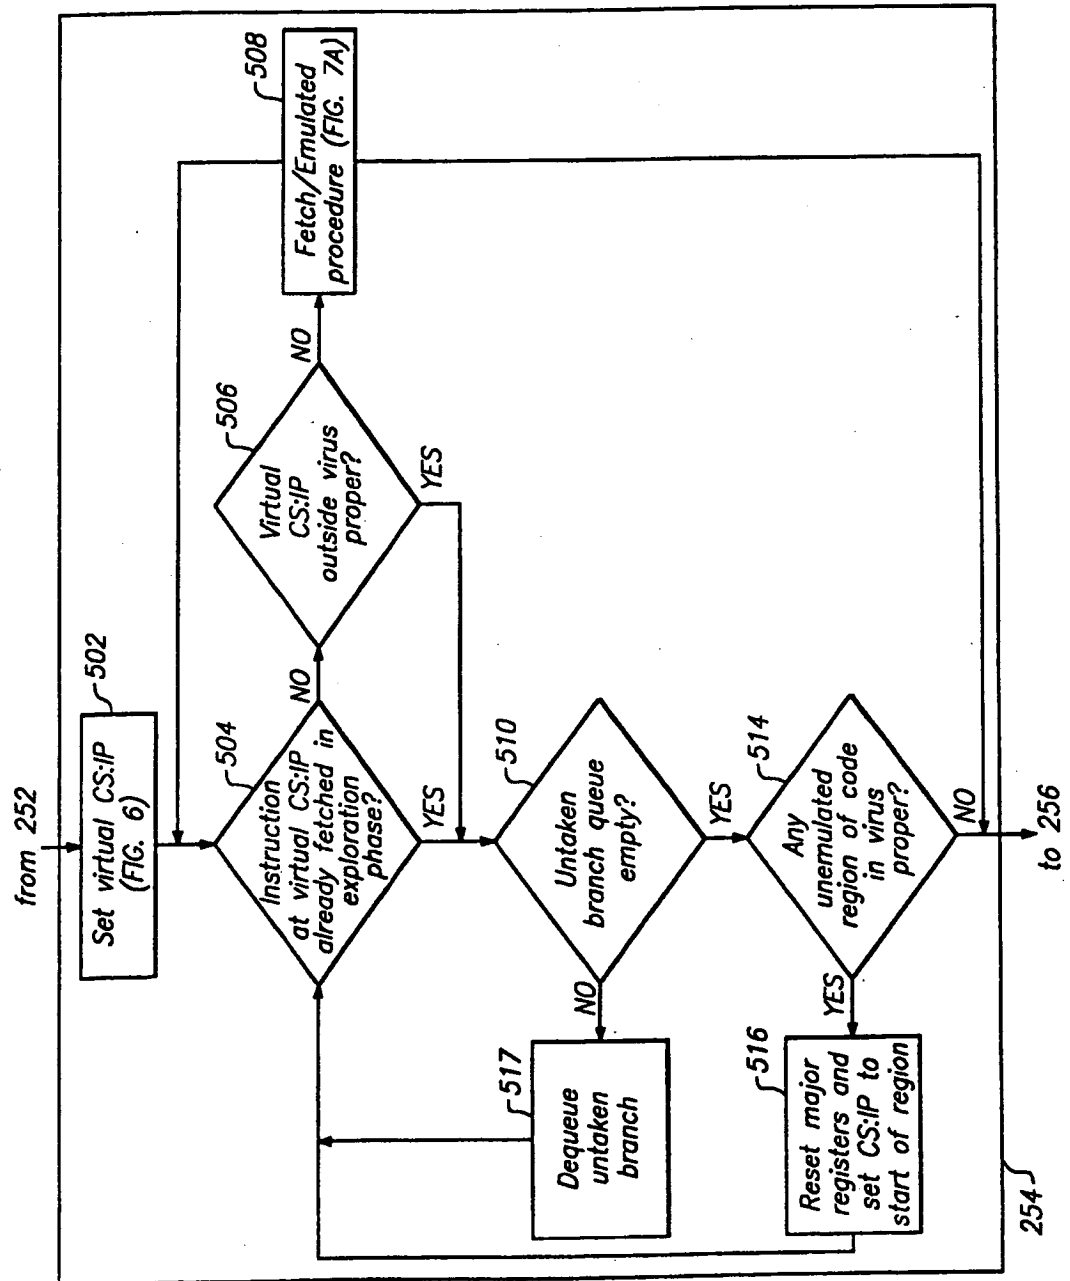 from 252
502
Set virtual CS:IP
(FIG. 6)
504
Instruction
at virtual CS:IP
already fetched in
exploration
phase?
NO
YES
506
Virtual
CS:IP
outside virus
proper?
NO
YES
508
Fetch/Emulated
procedure (FIG. 7A)
510
Untaken
branch queue
empty?
NO
YES
517
Dequeue
untaken
branch
514
Any
unemulated
region of code
in virus
proper?
YES
NO
516
Reset major
registers and
set CS:IP to
start of region
254
to 256